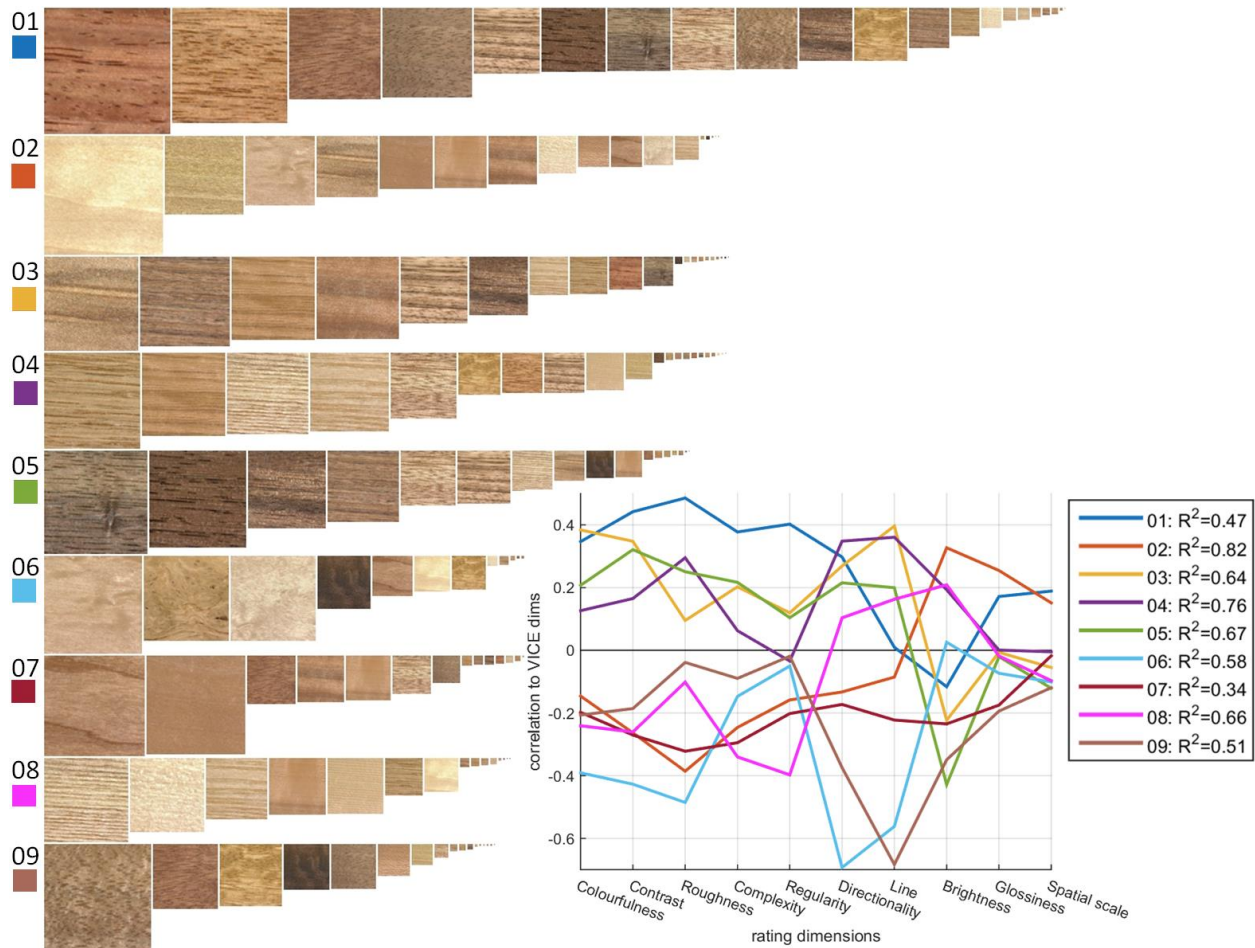 01
02
03
04
05
06
07
08
09
correlation to VICE dims
0.4
0.2
0
-0.2
-0.4
-0.6
Colourfulness
Contrast
Roughness
Complexity
Regularity
Directionality
Line
Brightness
Glossiness
Spatial scale
rating dimensions
01: R²=0.47
02: R²=0.82
03: R²=0.64
04: R²=0.76
05: R²=0.67
06: R²=0.58
07: R²=0.34
08: R²=0.66
09: R²=0.51